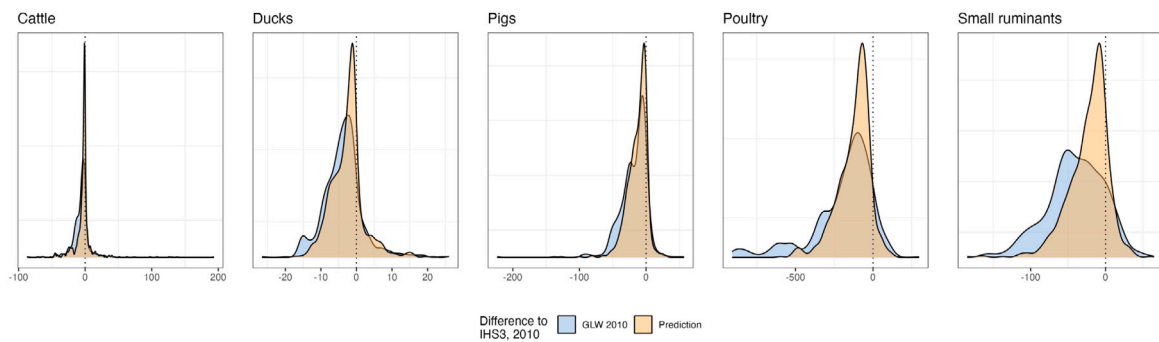 Cattle
Ducks
Pigs
Poultry
Small ruminants
-100 0 100 200
-20 -10 0 10 20
-200 -100 0
-500 0
-100 0
Difference to
IHS3, 2010
GLW 2010
Prediction